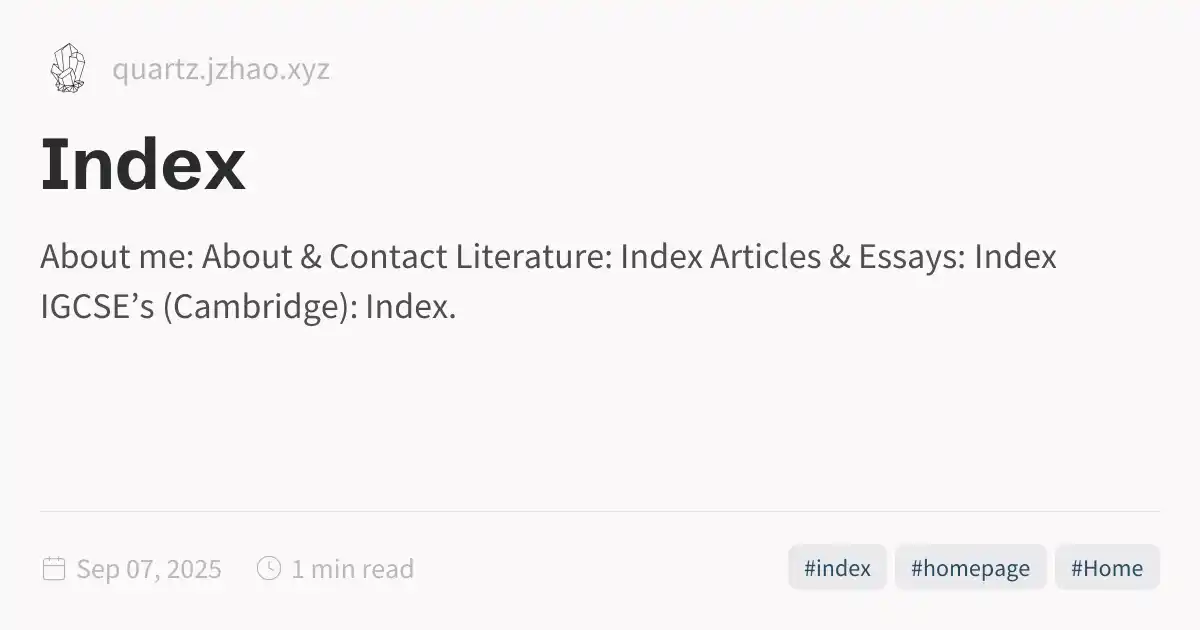 quartz.jzhao.xyz
Index
About me: About & Contact Literature: Index Articles & Essays: Index
IGCSE’s (Cambridge): Index.
Sep 07, 2025 1 min read #index #homepage #Home